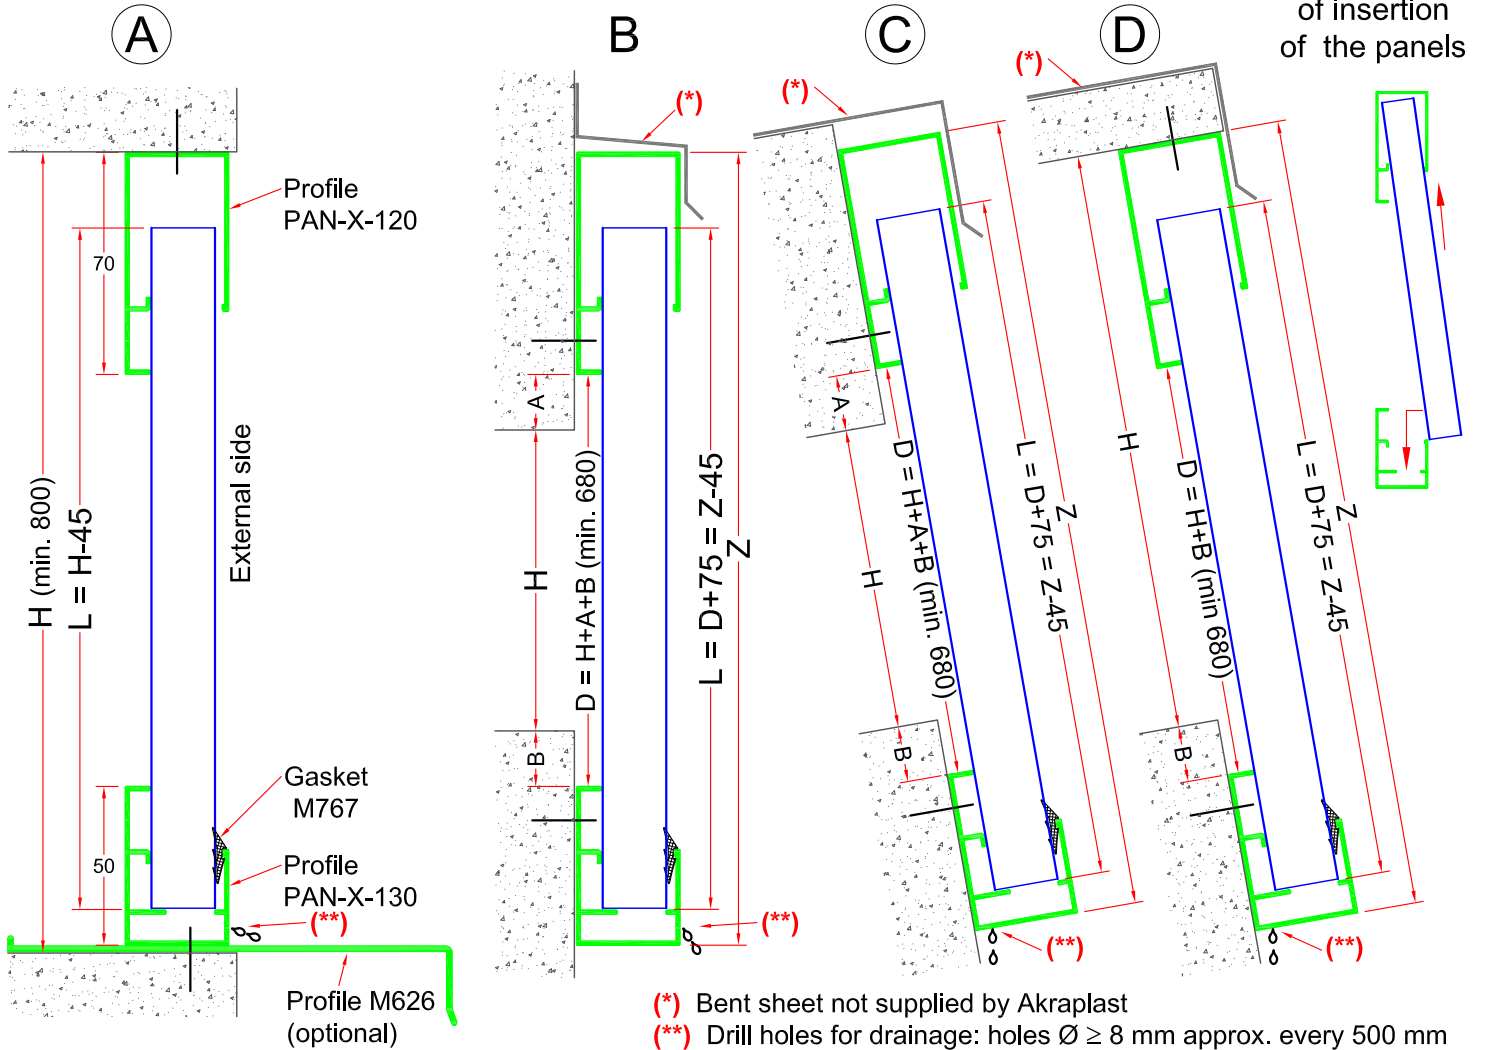 A
B
C
D
of insertion
of the panels
(*)
(*)
(*)
Profile
PAN-X-120
70
H (min. 800)
L = H-45
External side
Gasket
M767
50
Profile
PAN-X-130
(**)
Profile M626
(optional)
A
H
B
D = H+A+B (min. 680)
L = D+75 = Z-45
Z
(**)
A
H
B
D = H+A+B (min. 680)
L = D+75 = Z-45
Z
(**)
H
B
D = H+B (min 680)
L = D+75 = Z-45
Z
(**)
(*) Bent sheet not supplied by Akraplast
(**) Drill holes for drainage: holes Ø ≥ 8 mm approx. every 500 mm